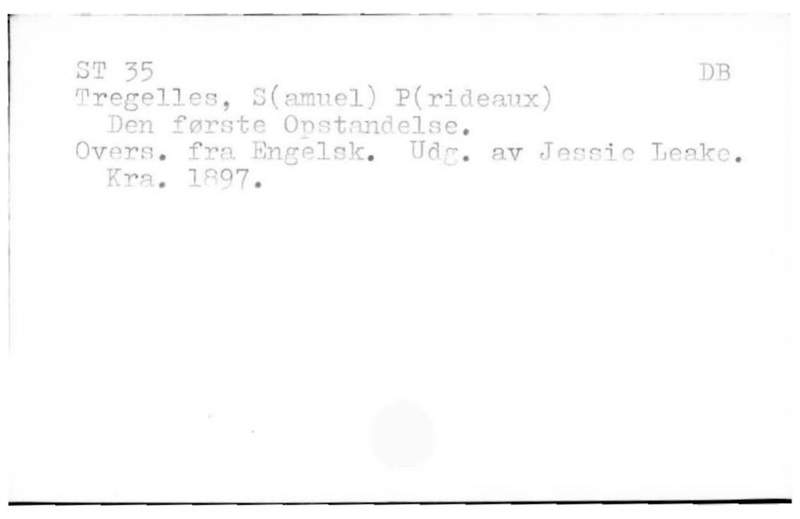 ST 35 DB
Tregelles, S(amuel) P(rideaux)
Den første Opstandelse.
Overs. fra Engelsk. Udg. av Jessie Leake.
Kra. 1897.